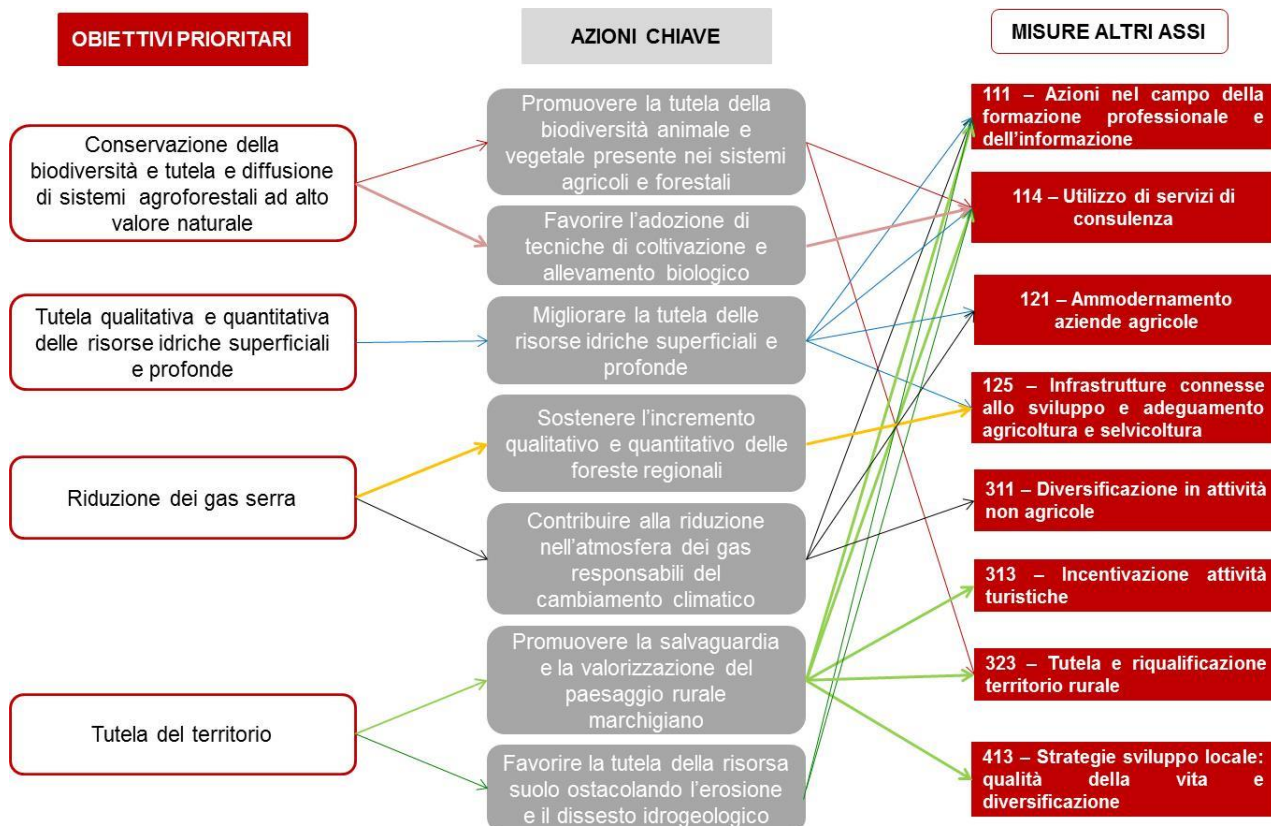 OBIETTIVI PRIORITARI
Conservazione della
biodiversità e tutela e diffusione
di sistemi agroforestali ad alto
valore naturale
Tutela qualitativa e quantitativa
delle risorse idriche superficiali
e profonde
Riduzione dei gas serra
Tutela del territorio
AZIONI CHIAVE
Promuovere la tutela della
biodiversità animale e
vegetale presente nei sistemi
agricoli e forestali
Favorire l'adozione di
tecniche di coltivazione e
allevamento biologico
Migliorare la tutela delle
risorse idriche superficiali e
profonde
Sostenere l'incremento
qualitativo e quantitativo delle
foreste regionali
Contribuire alla riduzione
nell'atmosfera dei gas
responsabili del
cambiamento climatico
Promuovere la salvaguardia
e la valorizzazione del
paesaggio rurale
marchigiano
Favorire la tutela della risorsa
suolo ostacolando l'erosione
e il dissesto idrogeologico
MISURE ALTRI ASSI
111 – Azioni nel campo della
formazione professionale e
dell'informazione
114 – Utilizzo di servizi di
consulenza
121 – Ammodernamento
aziende agricole
125 – Infrastrutture connesse
allo sviluppo e adeguamento
agricoltura e selvicoltura
311 – Diversificazione in attività
non agricole
313 – Incentivazione attività
turistiche
323 – Tutela e riqualificazione
territorio rurale
413 – Strategie sviluppo locale:
qualità della vita e
diversificazione